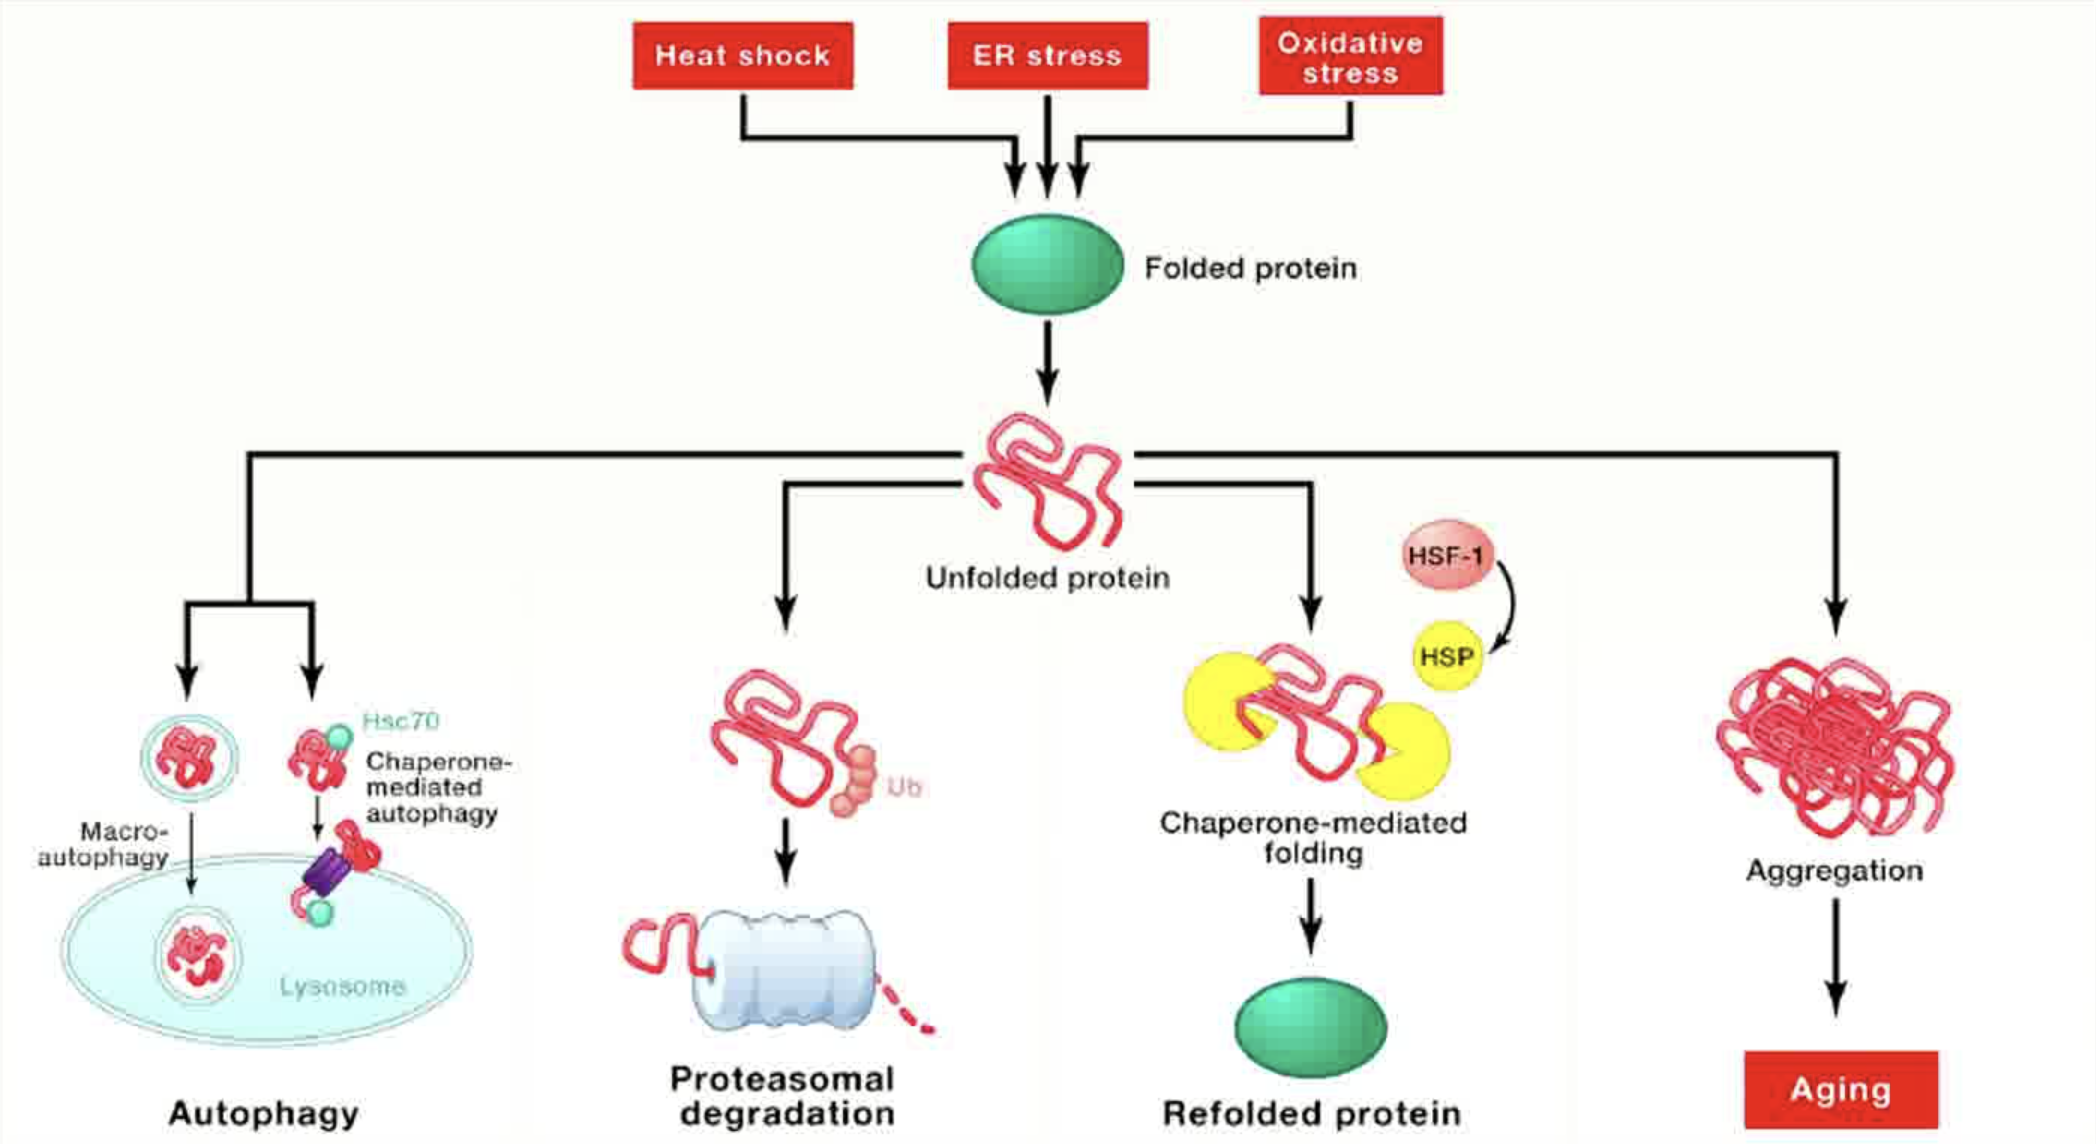 Heat shock
ER stress
Oxidative
stress
Folded protein
Unfolded protein
HSF-1
HSP
Hsc70
Chaperone-
mediated
autophagy
Macro-
autophagy
Lysosome
Autophagy
Ub
Proteasomal
degradation
Chaperone-mediated
folding
Refolded protein
Aggregation
Aging